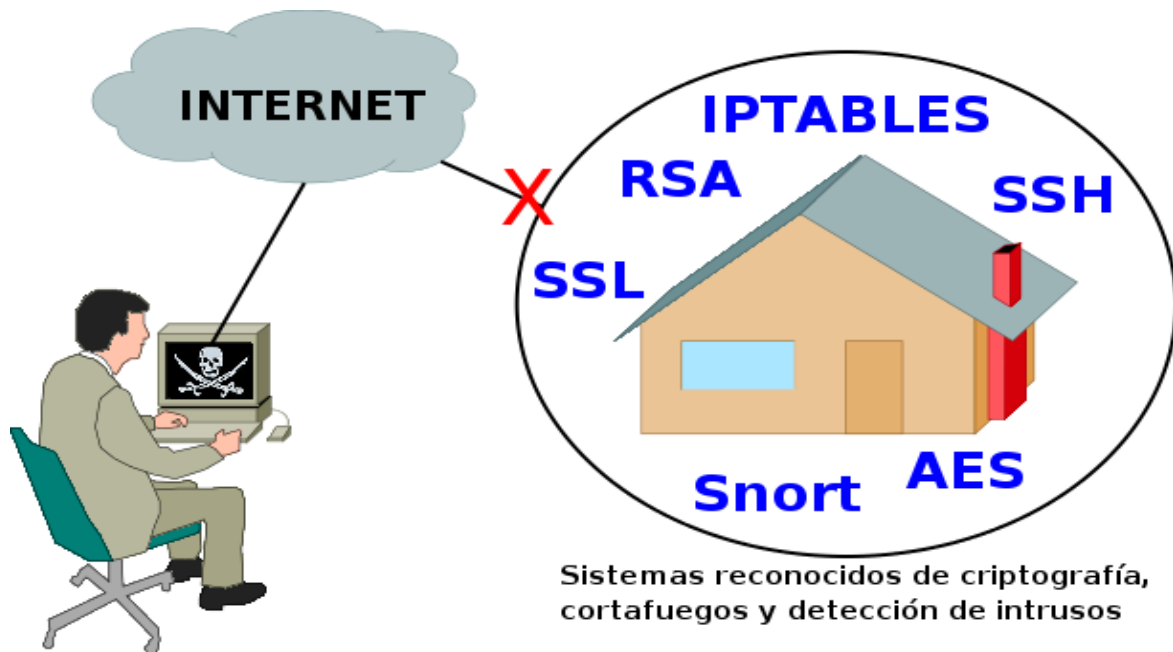 INTERNET
IPTABLES
RSA
SSH
X
SSL
AES
Snort
Sistemas reconocidos de criptografía,
cortafuegos y detección de intrusos